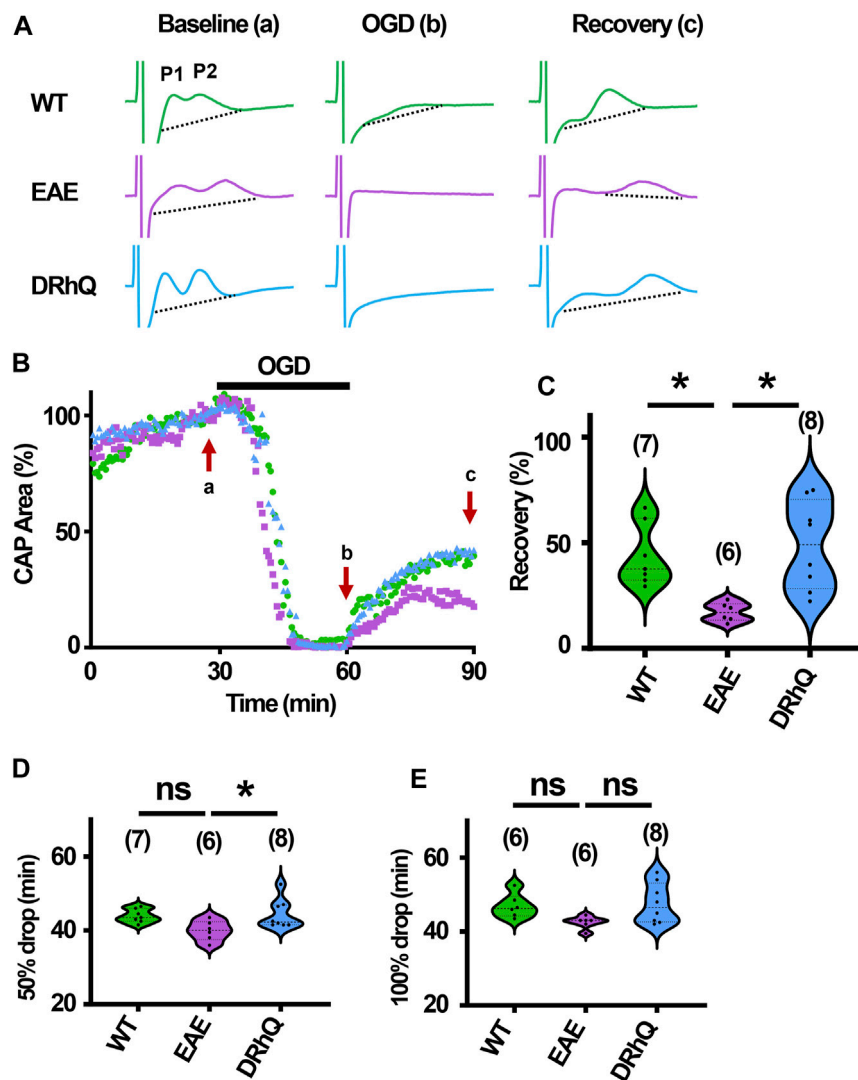 A
Baseline (a) OGD (b) Recovery (c)
P1 P2
WT
EAE
DRhQ
B
OGD
CAP Area (%)
100
50
0
a
b
c
0 30 60 90
Time (min)
C
* *
(7) (6) (8)
Recovery (%)
100
50
0
WT EAE DRhQ
D
ns *
(7) (6) (8)
50% drop (min)
60
40
20
WT EAE DRhQ
E
ns ns
(6) (6) (8)
100% drop (min)
60
40
20
WT EAE DRhQ